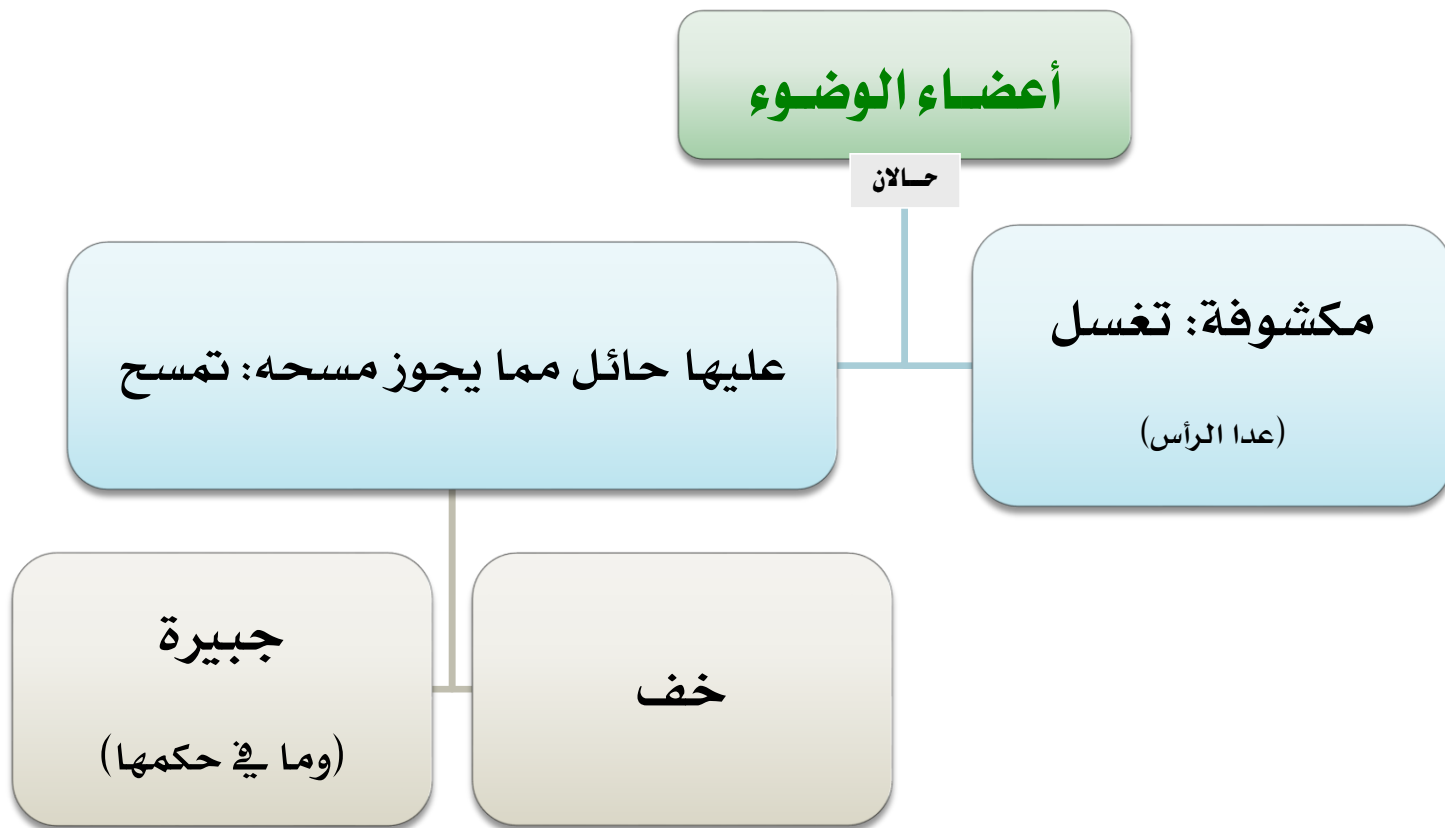 أعضاء الوضوء
حالان
مكشوفة: تغسل
(عدا الرأس)
عليها حائل مما يجوز مسحه: تمسح
خف
جبيرة
(وما في حكمها)